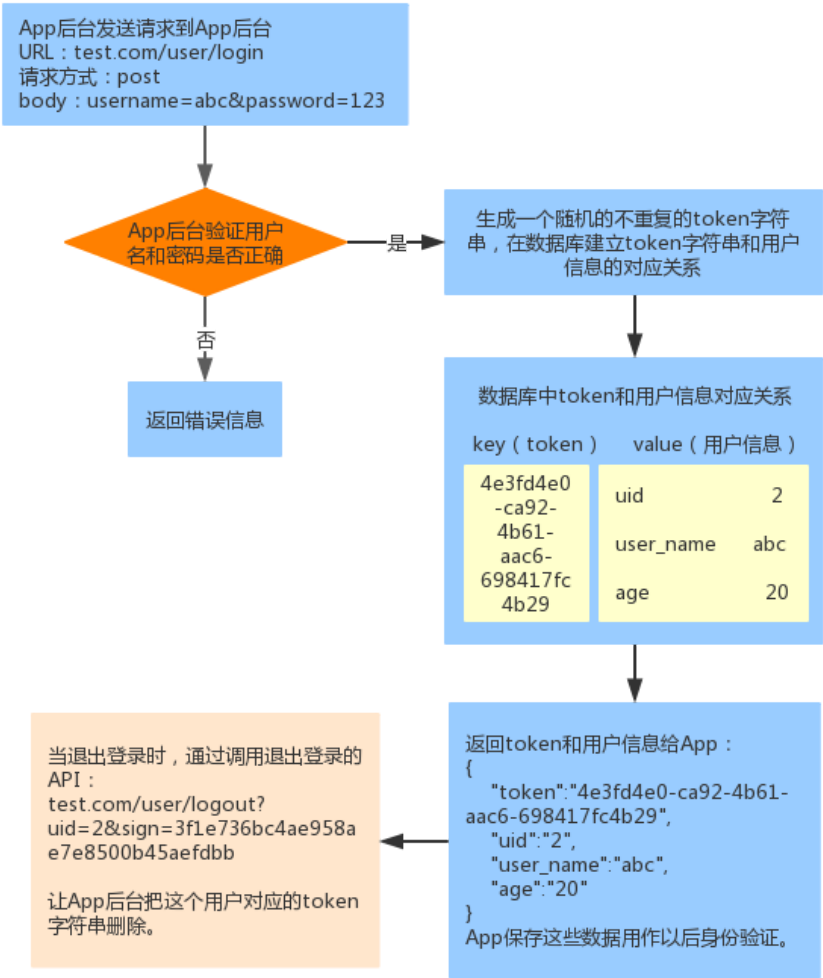 App后台发送请求到App后台
URL：test.com/user/login
请求方式：post
body：username=abc&password=123
App后台验证用户
名和密码是否正确
是
生成一个随机的不重复的token字符
串，在数据库建立token字符串和用户
信息的对应关系
否
返回错误信息
数据库中token和用户信息对应关系
key（token） value（用户信息）
4e3fd4e0
-ca92-
4b61-
aac6-
698417fc
4b29
uid 2
user_name abc
age 20
返回token和用户信息给App：
{
"token":"4e3fd4e0-ca92-4b61-
aac6-698417fc4b29",
"uid":"2",
"user_name":"abc",
"age":"20"
}
App保存这些数据用作以后身份验证。
当退出登录时，通过调用退出登录的
API：
test.com/user/logout?
uid=2&sign=3f1e736bc4ae958a
e7e8500b45aefdbb
让App后台把这个用户对应的token
字符串删除。